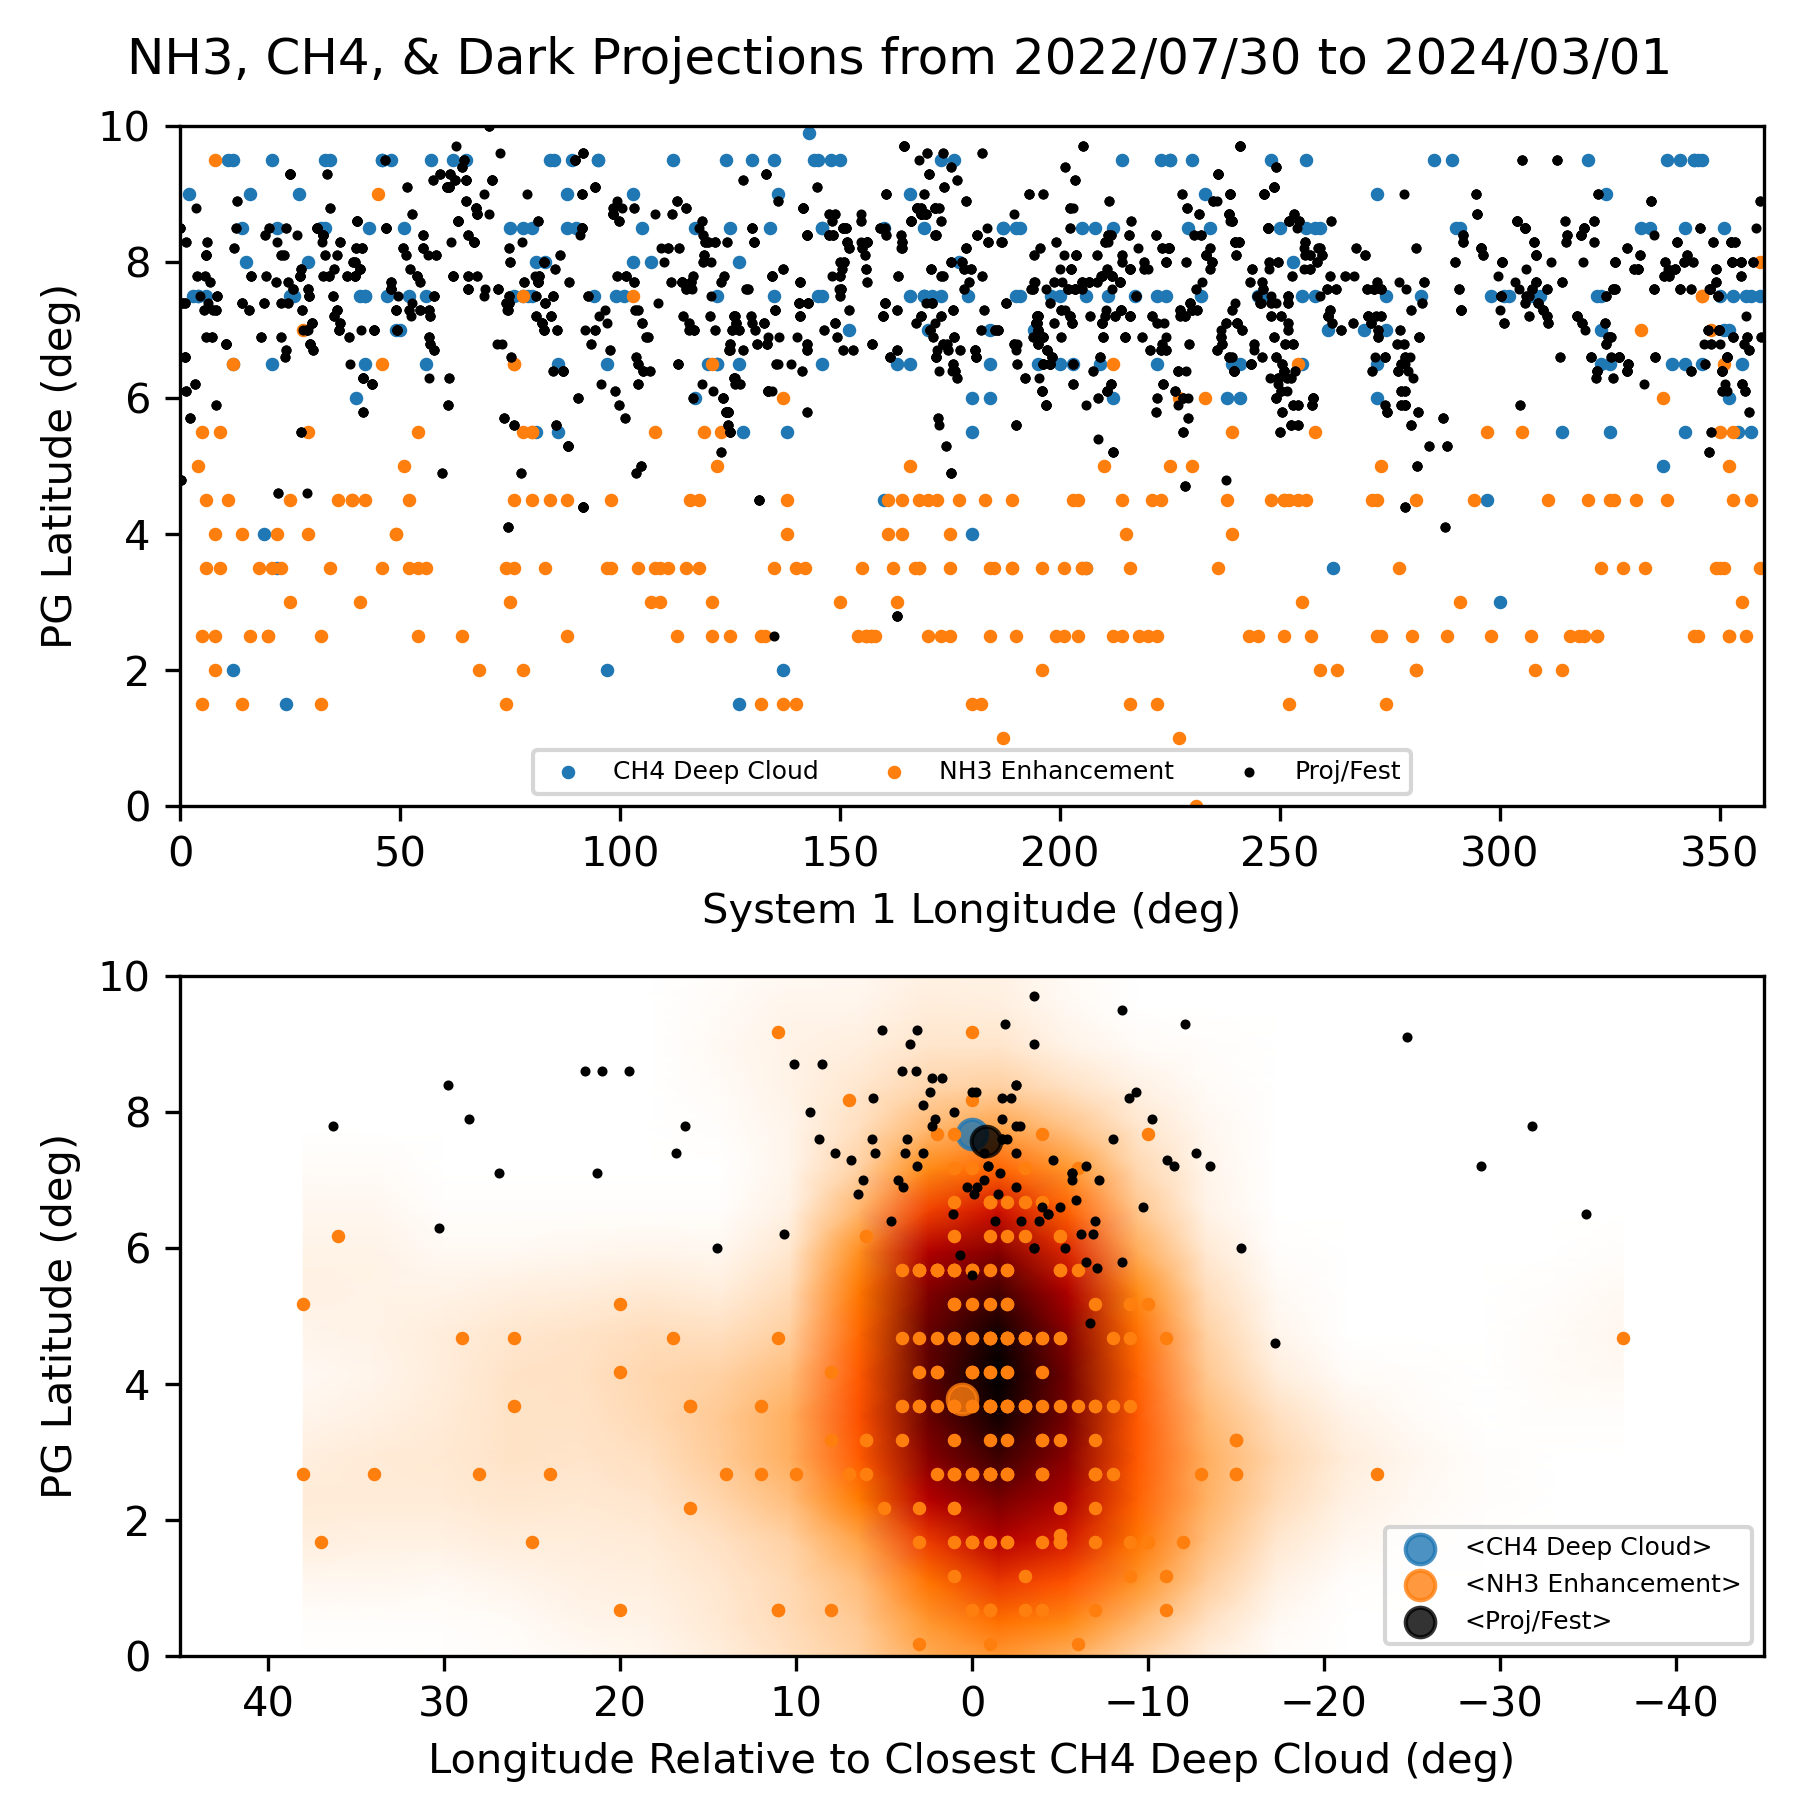 NH3, CH4, & Dark Projections from 2022/07/30 to 2024/03/01
10
8
6
4
2
0
PG Latitude (deg)
CH4 Deep Cloud
NH3 Enhancement
Proj/Fest
0
50
100
150
200
250
300
350
System 1 Longitude (deg)
10
8
6
4
2
0
PG Latitude (deg)
<CH4 Deep Cloud>
<NH3 Enhancement>
<Proj/Fest>
40
30
20
10
0
−10
−20
−30
−40
Longitude Relative to Closest CH4 Deep Cloud (deg)